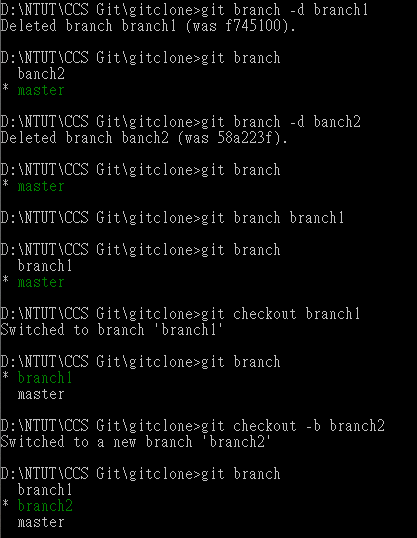 D:\NTUT\CCS Git\gitclone>git branch -d branch1
Deleted branch branch1 (was f745100).
D:\NTUT\CCS Git\gitclone>git branch
  banch2
* master
D:\NTUT\CCS Git\gitclone>git branch -d banch2
Deleted branch banch2 (was 58a223f).
D:\NTUT\CCS Git\gitclone>git branch
* master
D:\NTUT\CCS Git\gitclone>git branch branch1
D:\NTUT\CCS Git\gitclone>git branch
  branch1
* master
D:\NTUT\CCS Git\gitclone>git checkout branch1
Switched to branch 'branch1'
D:\NTUT\CCS Git\gitclone>git branch
* branch1
  master
D:\NTUT\CCS Git\gitclone>git checkout -b branch2
Switched to a new branch 'branch2'
D:\NTUT\CCS Git\gitclone>git branch
  branch1
* branch2
  master